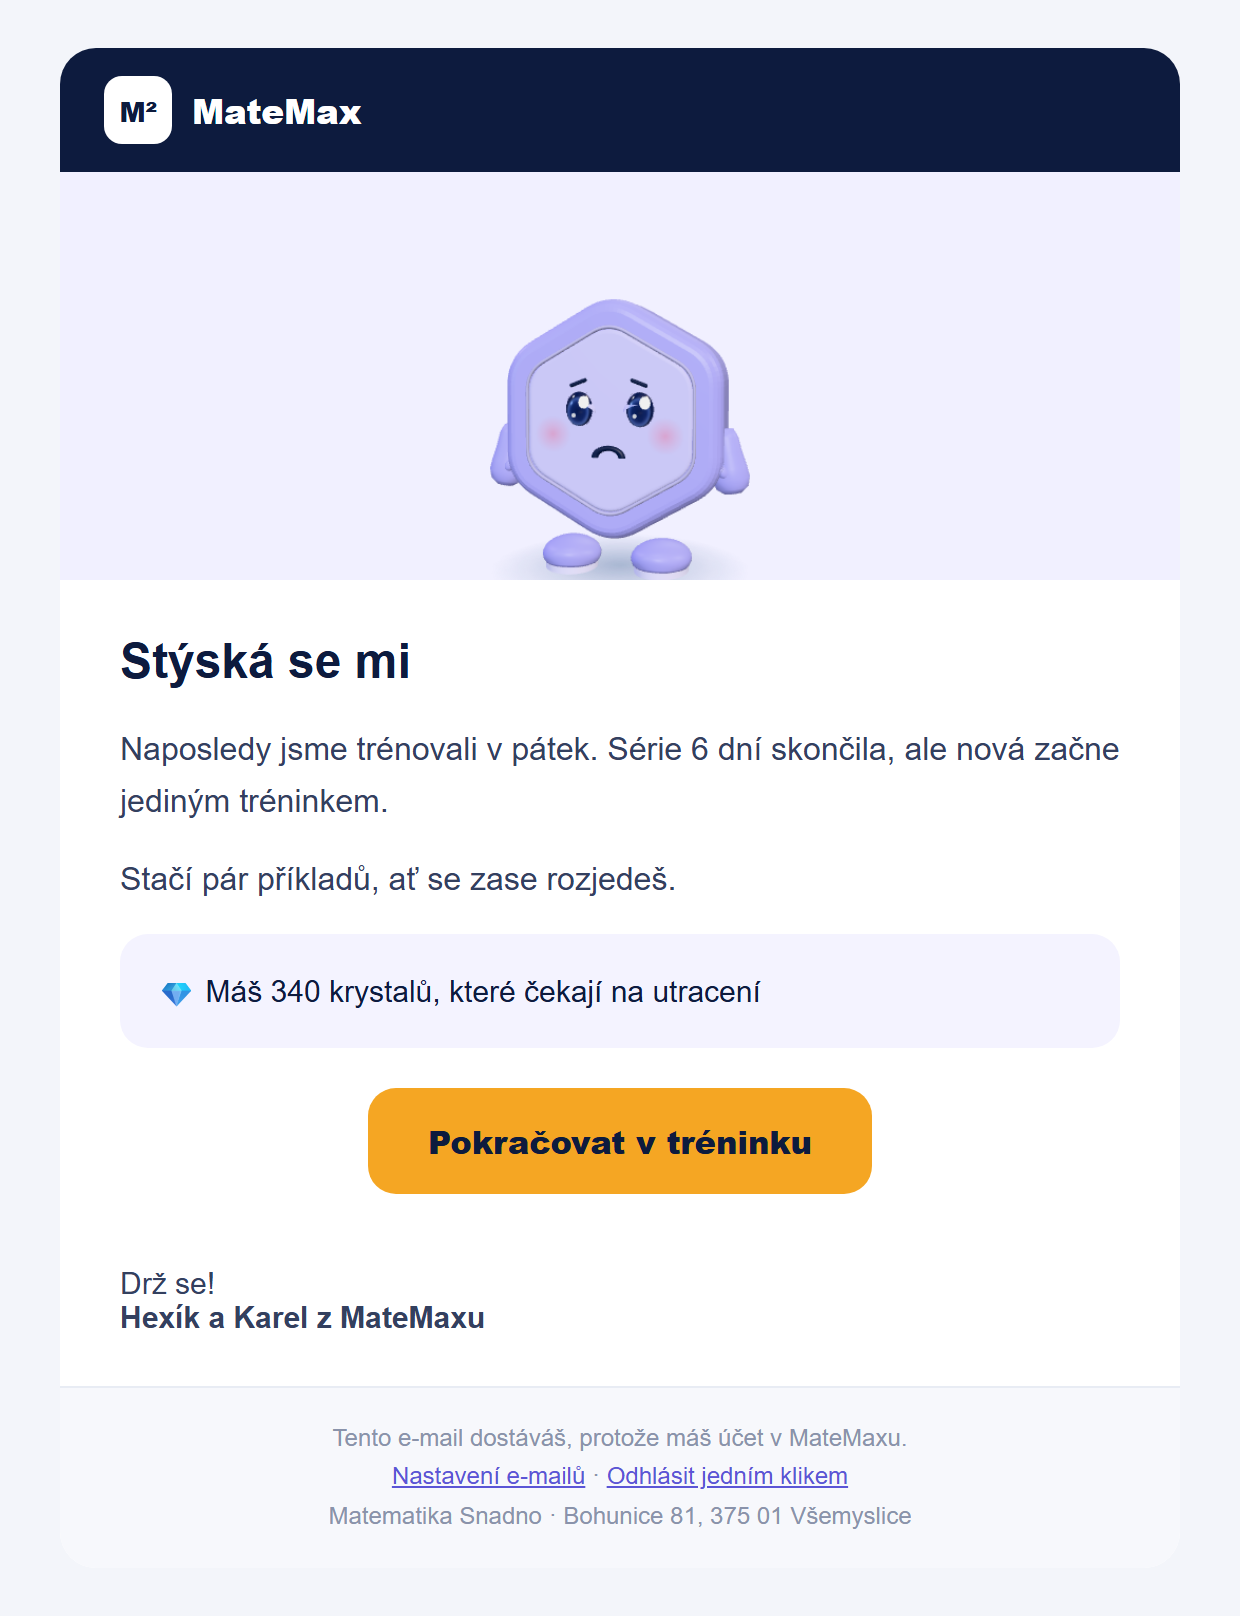 M²
MateMax
Stýská se mi
Naposledy jsme trénovali v pátek. Série 6 dní skončila, ale nová začne
jediným tréninkem.
Stačí pár příkladů, ať se zase rozjedeš.
Máš 340 krystalů, které čekají na utracení
Pokračovat v tréninku
Drž se!
Hexík a Karel z MateMaxu
Tento e-mail dostáváš, protože máš účet v MateMaxu.
Nastavení e-mailů · Odhlásit jedním klikem
Matematika Snadno · Bohunice 81, 375 01 Všemyslice